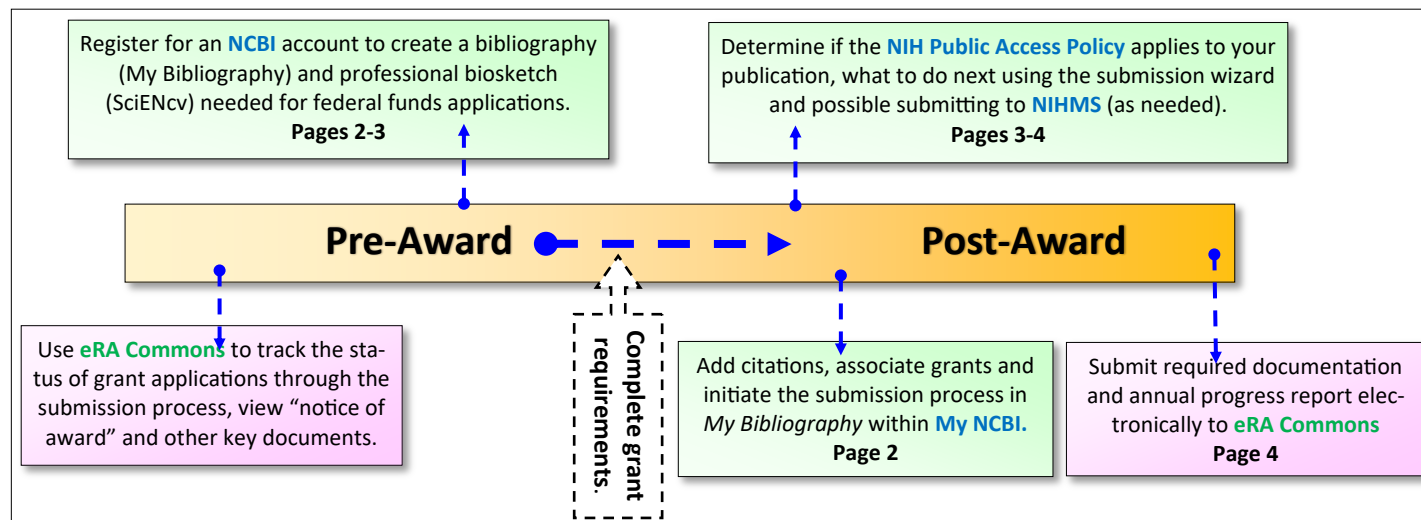 Register for an NCBI account to create a bibliography
(My Bibliography) and professional biosketch
(SciENcv) needed for federal funds applications.
Pages 2-3
Determine if the NIH Public Access Policy applies to your
publication, what to do next using the submission wizard
and possible submitting to NIHMS (as needed).
Pages 3-4
Pre-Award
Post-Award
Use eRA Commons to track the sta-
tus of grant applications through the
submission process, view “notice of
award” and other key documents.
Complete grant
requirements.
Add citations, associate grants and
initiate the submission process in
My Bibliography within My NCBI.
Page 2
Submit required documentation
and annual progress report elec-
tronically to eRA Commons
Page 4